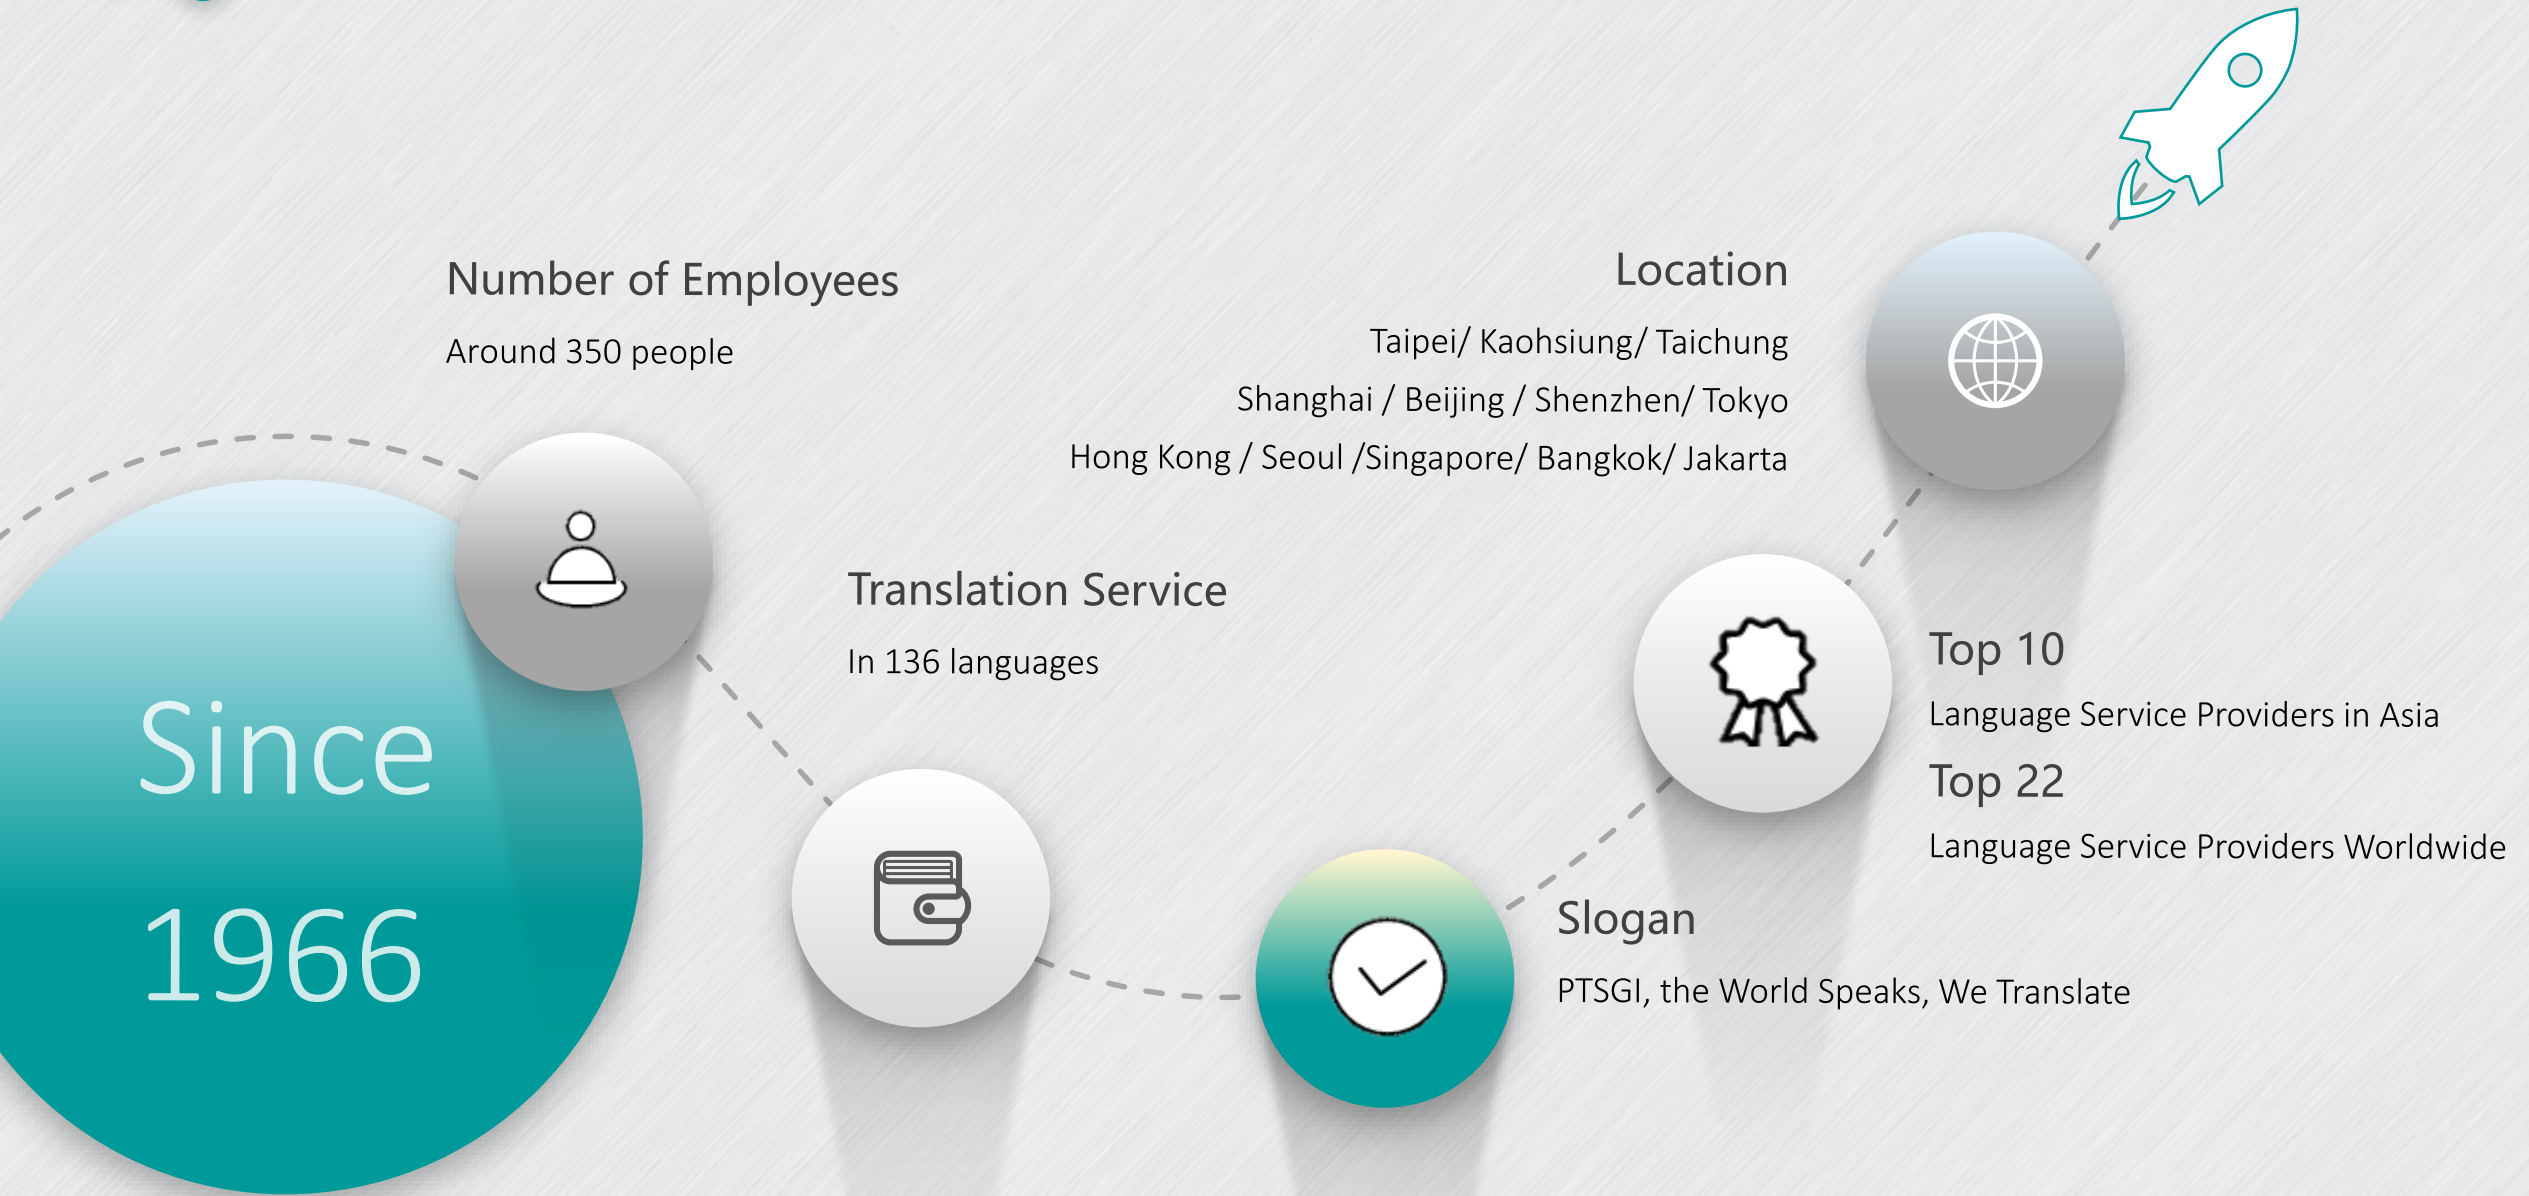 Since
1966
Number of Employees
Around 350 people
Translation Service
In 136 languages
Slogan
PTSGI, the World Speaks, We Translate
Top 10
Language Service Providers in Asia
Top 22
Language Service Providers Worldwide
Location
Taipei/ Kaohsiung/ Taichung
Shanghai / Beijing / Shenzhen/ Tokyo
Hong Kong / Seoul /Singapore/ Bangkok/ Jakarta